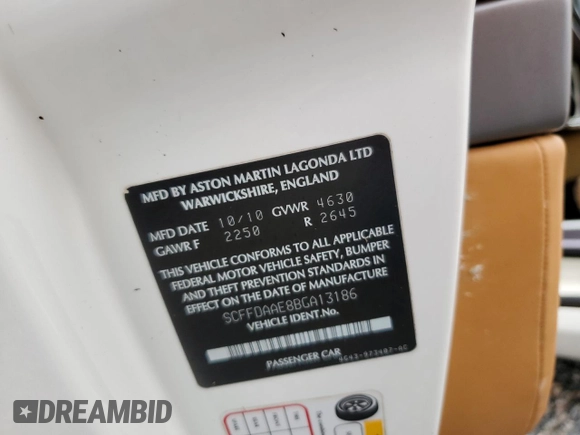 MFD BY ASTON MARTIN LAGONDA LTD
WARWICKSHIRE, ENGLAND
MFD DATE 10/10 GVWR 4630
GAWR F 2250 R 2645
THIS VEHICLE CONFORMS TO ALL APPLICABLE
FEDERAL MOTOR VEHICLE SAFETY, BUMPER
AND THEFT PREVENTION STANDARDS IN
EFFECT ON THE DATE OF MANUFACTURE
SCFFDAAE8BGA13186
VEHICLE IDENT.No.
PASSENGER CAR
DREAMBID